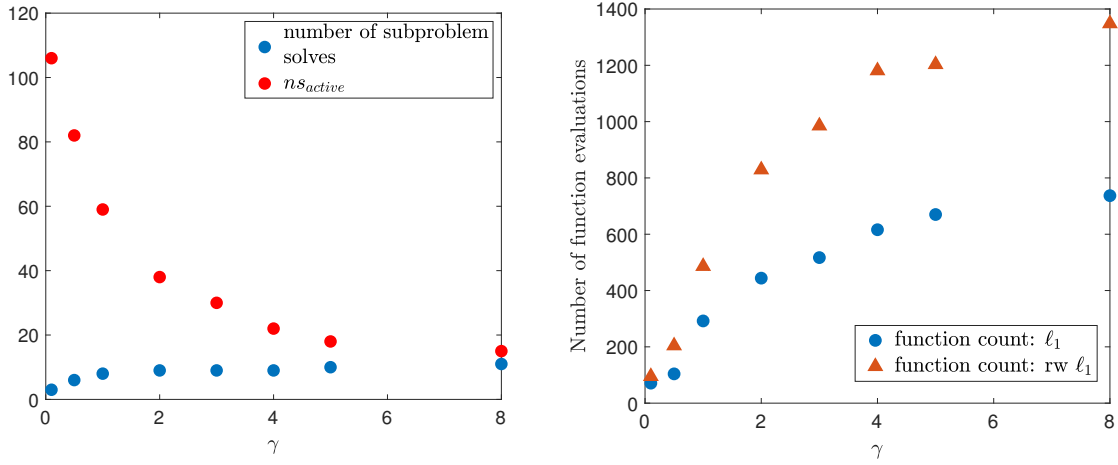 120
100
80
60
40
20
0
0 2 4 6 8
γ
number of subproblem
solves
ns_{active}
Number of function evaluations
1400
1200
1000
800
600
400
200
0
0 2 4 6 8
γ
function count: ℓ₁
function count: rw ℓ₁